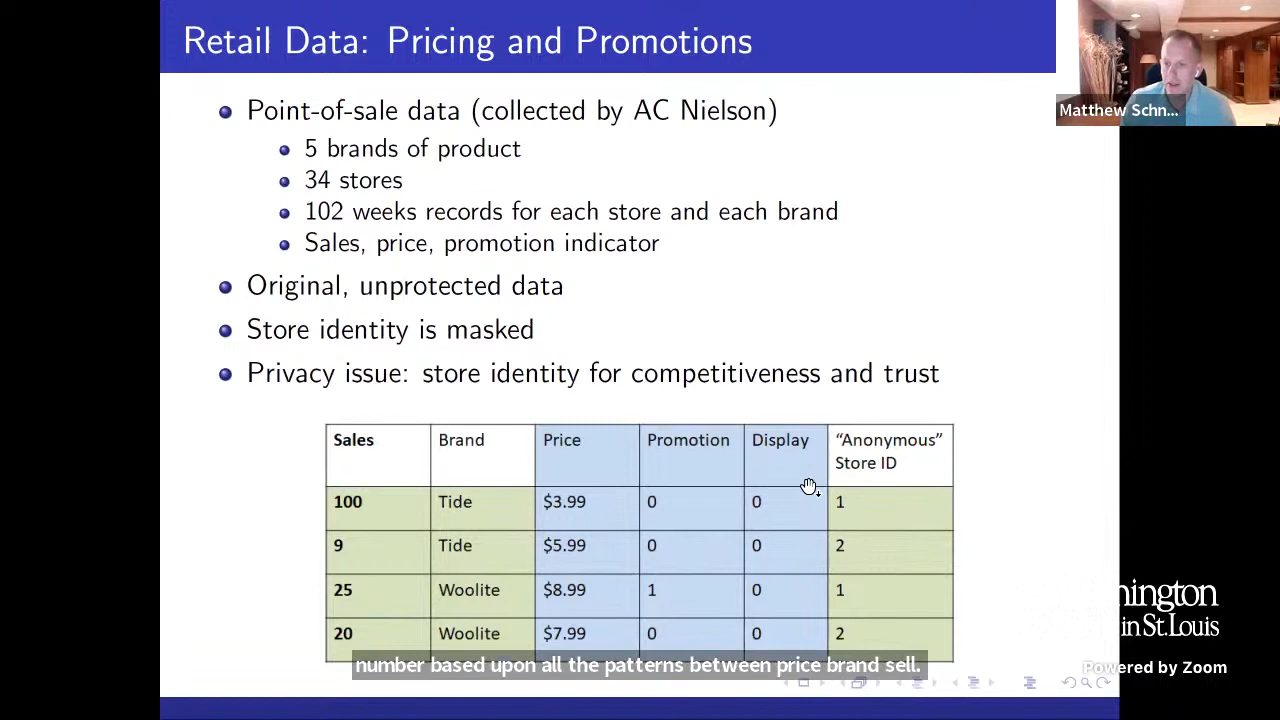 Retail Data: Pricing and Promotions
Matthew Schn...
Point-of-sale data (collected by AC Nielson)
5 brands of product
34 stores
102 weeks records for each store and each brand
Sales, price, promotion indicator
Original, unprotected data
Store identity is masked
Privacy issue: store identity for competitiveness and trust
Sales Brand Price Promotion Display “Anonymous” Store ID
100 Tide $3.99 0 0 1
9 Tide $5.99 0 0 2
25 Woolite $8.99 1 0 1
20 Woolite $7.99 0 0 2
number based upon all the patterns between price brand sell.
in St. Louis
Powered by Zoom